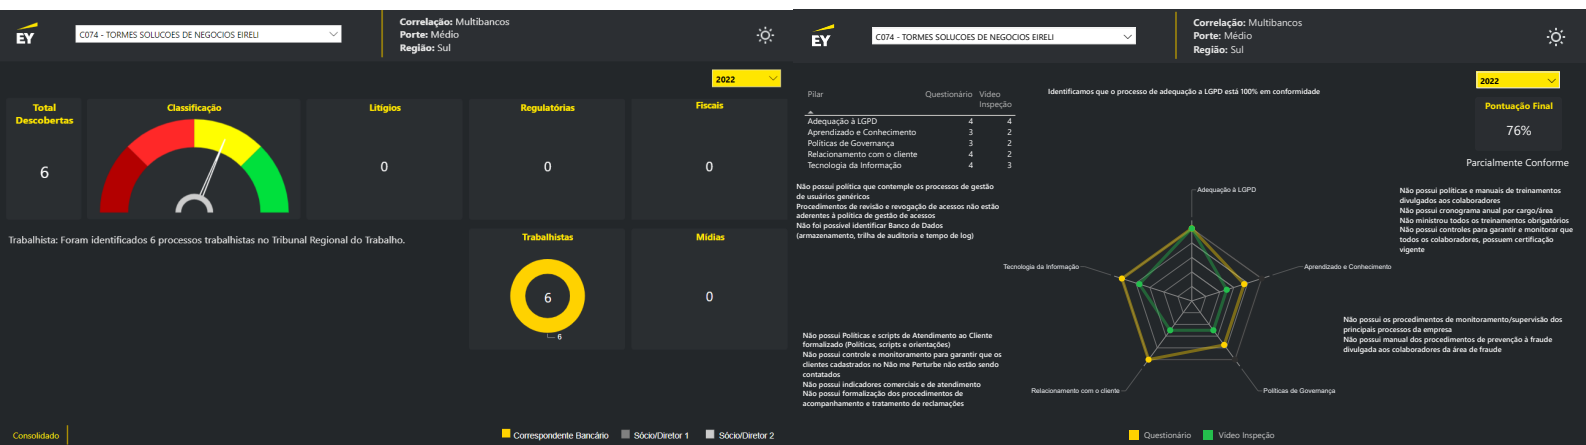 EY
C074 - TORMES SOLUCOES DE NEGOCIOS EIRELI
Correlação: Multibancos
Porte: Médio
Região: Sul
2022
Total
Descobertas
6
Classificação
Litígios
0
Regulatórias
0
Fiscais
0
Trabalhista: Foram identificados 6 processos trabalhistas no Tribunal Regional do Trabalho.
Trabalhistas
6
6
Mídias
0
Consolidado
Correspondente Bancário
Sócio/Diretor 1
Sócio/Diretor 2
EY
C074 - TORMES SOLUCOES DE NEGOCIOS EIRELI
Correlação: Multibancos
Porte: Médio
Região: Sul
2022
Pilar Questionário Video
Inspeção
Adequação à LGPD 4 4
Aprendizado e Conhecimento 3 2
Políticas de Governança 3 2
Relacionamento com o cliente 4 2
Tecnologia da Informação 4 3
Identificamos que o processo de adequação a LGPD está 100% em conformidade
Pontuação Final
76%
Parcialmente Conforme
Não possui política que contemple os processos de gestão
de usuários genéricos
Procedimentos de revisão e revogação de acessos não estão
aderentes à política de gestão de acessos
Não foi possível identificar Banco de Dados
(armazenamento, trilha de auditoria e tempo de log)
Adequação à LGPD
Não possui políticas e manuais de treinamentos
divulgados aos colaboradores
Não possui cronograma anual por cargo/área
Não ministrou todos os treinamentos obrigatórios
Não possui controles para garantir e monitorar que
todos os colaboradores, possuem certificação
vigente
Tecnologia da Informação
Aprendizado e Conhecimento
Não possui os procedimentos de monitoramento/supervisão dos
principais processos da empresa
Não possui manual dos procedimentos de prevenção à fraude
divulgada aos colaboradores da área de fraude
Não possui Políticas e scripts de Atendimento ao Cliente
formalizado (Políticas, scripts e orientações)
Não possui controle e monitoramento para garantir que os
clientes cadastrados no Não me Perturbe não estão sendo
contatados
Não possui indicadores comerciais e de atendimento
Não possui formalização dos procedimentos de
acompanhamento e tratamento de reclamações
Relacionamento com o cliente
Políticas de Governança
Questionário
Video Inspeção